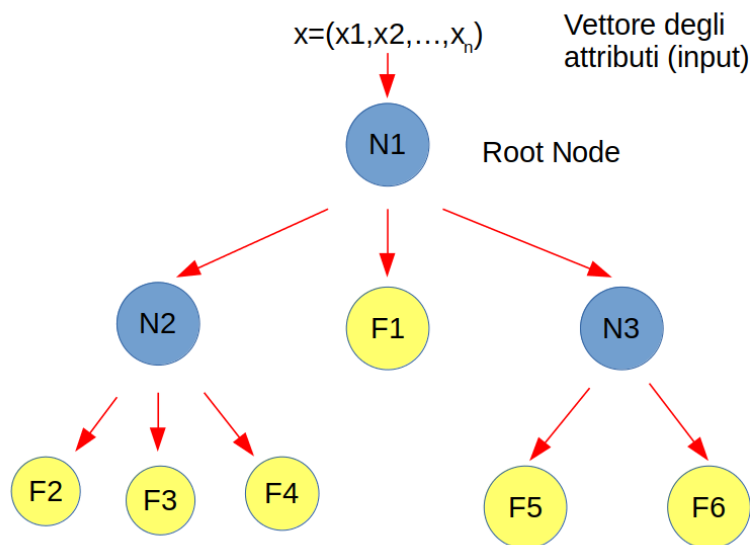 x=(x1,x2,...,xn)
Vettore degli
attributi (input)
N1
Root Node
N2
F1
N3
F2
F3
F4
F5
F6